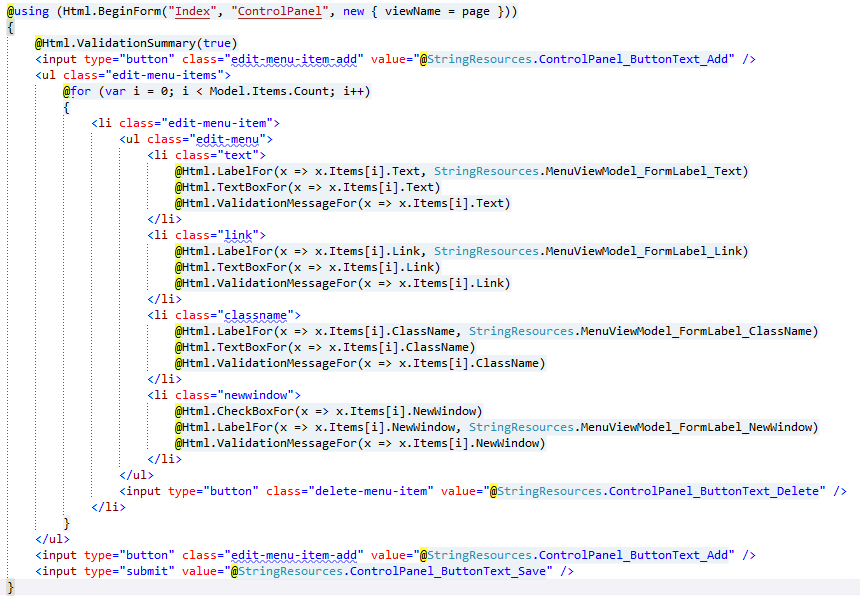 @using (Html.BeginForm("Index", "ControlPanel", new { viewName = page }))
{
    @Html.ValidationSummary(true)
    <input type="button" class="edit-menu-item-add" value="@StringResources.ControlPanel_ButtonText_Add" />
    <ul class="edit-menu-items">
        @for (var i = 0; i < Model.Items.Count; i++)
        {
            <li class="edit-menu-item">
                <ul class="edit-menu">
                    <li class="text">
                        @Html.LabelFor(x => x.Items[i].Text, StringResources.MenuViewModel_FormLabel_Text)
                        @Html.TextBoxFor(x => x.Items[i].Text)
                        @Html.ValidationMessageFor(x => x.Items[i].Text)
                    </li>
                    <li class="link">
                        @Html.LabelFor(x => x.Items[i].Link, StringResources.MenuViewModel_FormLabel_Link)
                        @Html.TextBoxFor(x => x.Items[i].Link)
                        @Html.ValidationMessageFor(x => x.Items[i].Link)
                    </li>
                    <li class="classname">
                        @Html.LabelFor(x => x.Items[i].ClassName, StringResources.MenuViewModel_FormLabel_ClassName)
                        @Html.TextBoxFor(x => x.Items[i].ClassName)
                        @Html.ValidationMessageFor(x => x.Items[i].ClassName)
                    </li>
                    <li class="newwindow">
                        @Html.CheckBoxFor(x => x.Items[i].NewWindow)
                        @Html.LabelFor(x => x.Items[i].NewWindow, StringResources.MenuViewModel_FormLabel_NewWindow)
                        @Html.ValidationMessageFor(x => x.Items[i].NewWindow)
                    </li>
                </ul>
                <input type="button" class="delete-menu-item" value="@StringResources.ControlPanel_ButtonText_Delete" />
            </li>
        }
    </ul>
    <input type="button" class="edit-menu-item-add" value="@StringResources.ControlPanel_ButtonText_Add" />
    <input type="submit" value="@StringResources.ControlPanel_ButtonText_Save" />
}